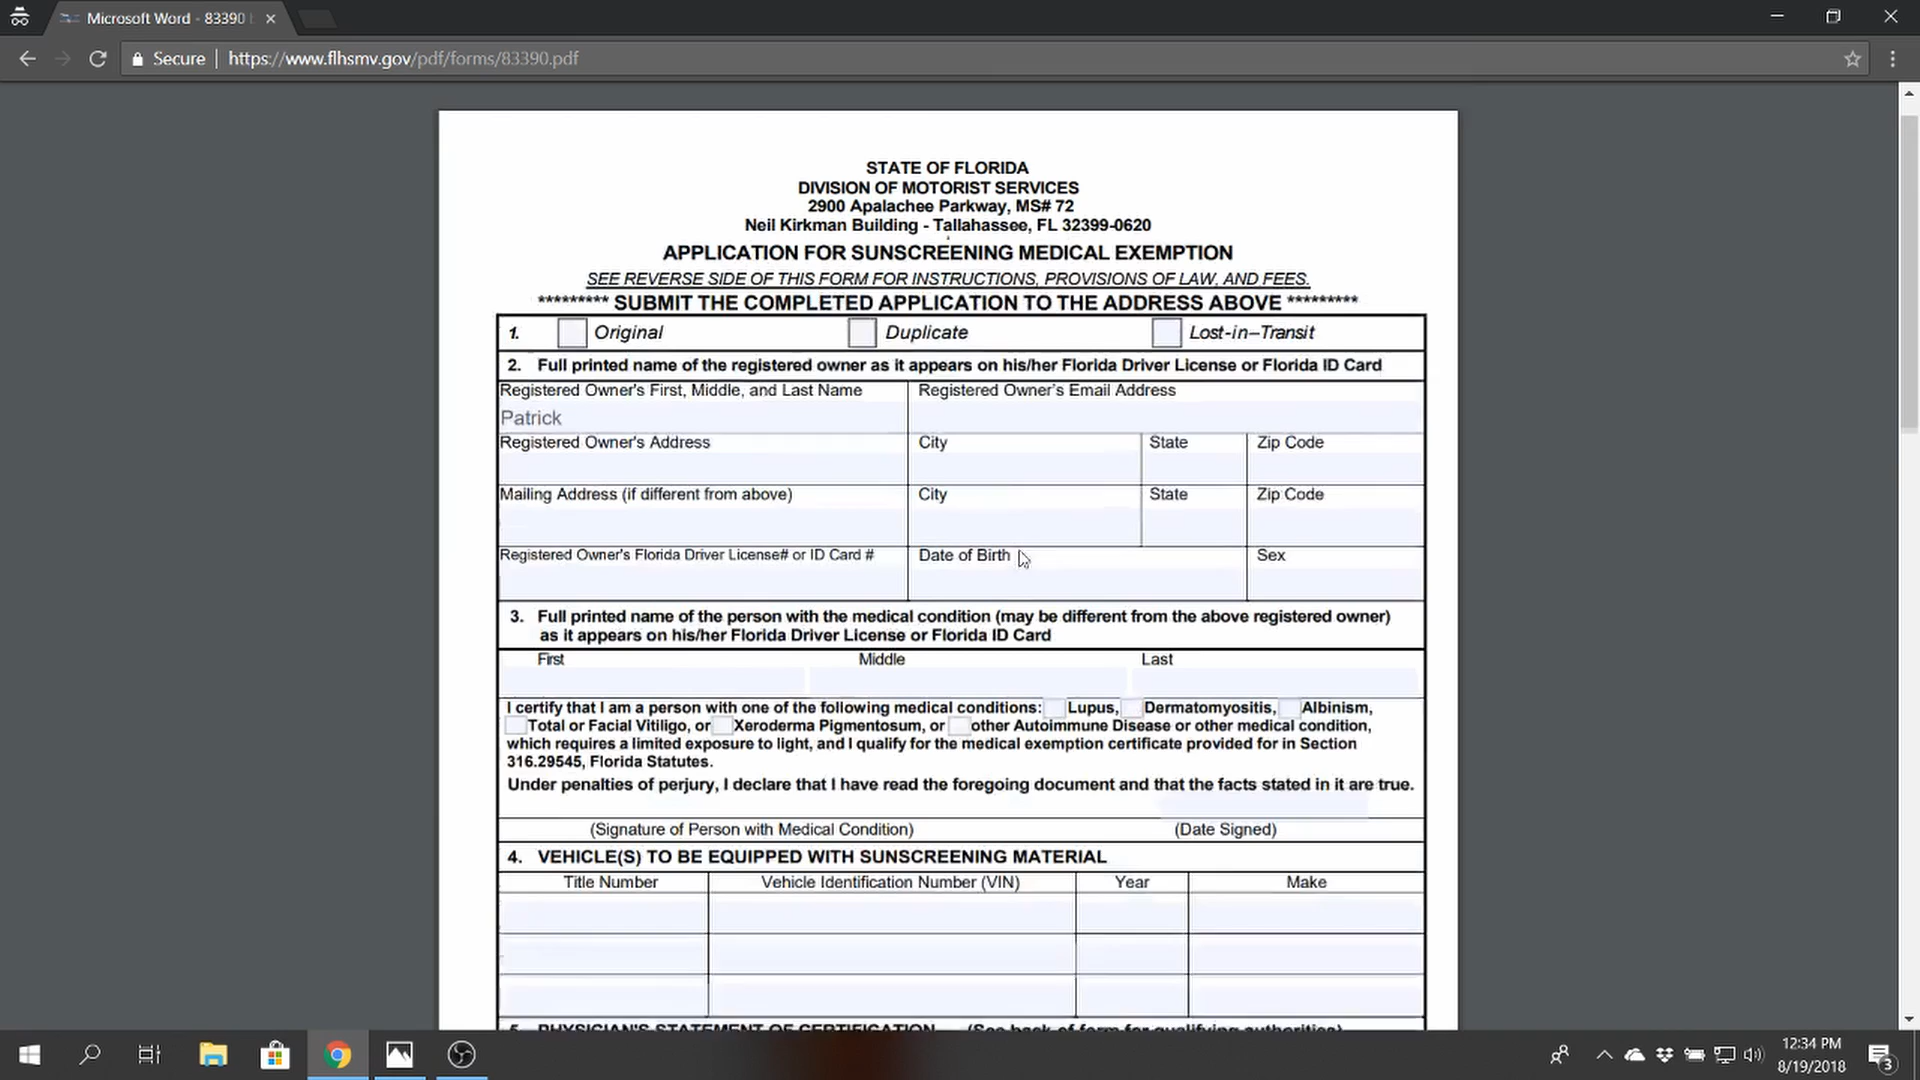 Microsoft Word - 83390
Secure
https://www.flhsmv.gov/pdf/forms/83390.pdf
STATE OF FLORIDA
DIVISION OF MOTORIST SERVICES
2900 Apalachee Parkway, MS# 72
Neil Kirkman Building - Tallahassee, FL 32399-0620
APPLICATION FOR SUNSCREENING MEDICAL EXEMPTION
SEE REVERSE SIDE OF THIS FORM FOR INSTRUCTIONS, PROVISIONS OF LAW, AND FEES.
********* SUBMIT THE COMPLETED APPLICATION TO THE ADDRESS ABOVE *********
1. Original Duplicate Lost-in–Transit
2. Full printed name of the registered owner as it appears on his/her Florida Driver License or Florida ID Card
Registered Owner's First, Middle, and Last Name Registered Owner's Email Address
Patrick
Registered Owner's Address City State Zip Code
Mailing Address (if different from above) City State Zip Code
Registered Owner's Florida Driver License# or ID Card # Date of Birth Sex
3. Full printed name of the person with the medical condition (may be different from the above registered owner)
as it appears on his/her Florida Driver License or Florida ID Card
First Middle Last
I certify that I am a person with one of the following medical conditions: Lupus, Dermatomyositis, Albinism,
Total or Facial Vitiligo, or Xeroderma Pigmentosum, or other Autoimmune Disease or other medical condition,
which requires a limited exposure to light, and I qualify for the medical exemption certificate provided for in Section
316.29545, Florida Statutes.
Under penalties of perjury, I declare that I have read the foregoing document and that the facts stated in it are true.
(Signature of Person with Medical Condition) (Date Signed)
4. VEHICLE(S) TO BE EQUIPPED WITH SUNSCREENING MATERIAL
Title Number Vehicle Identification Number (VIN) Year Make
5. PHYSICIAN'S STATEMENT OF CERTIFICATION (See back of form for qualifying authorities)
12:34 PM
8/19/2018
3